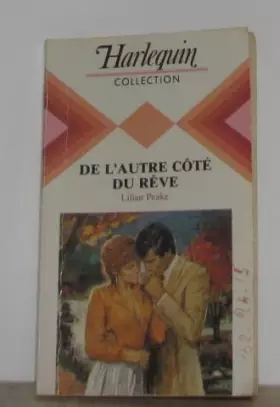 Harlequin
COLLECTION
DE L'AUTRE CÔTÉ
DU RÊVE
Lilian Peake